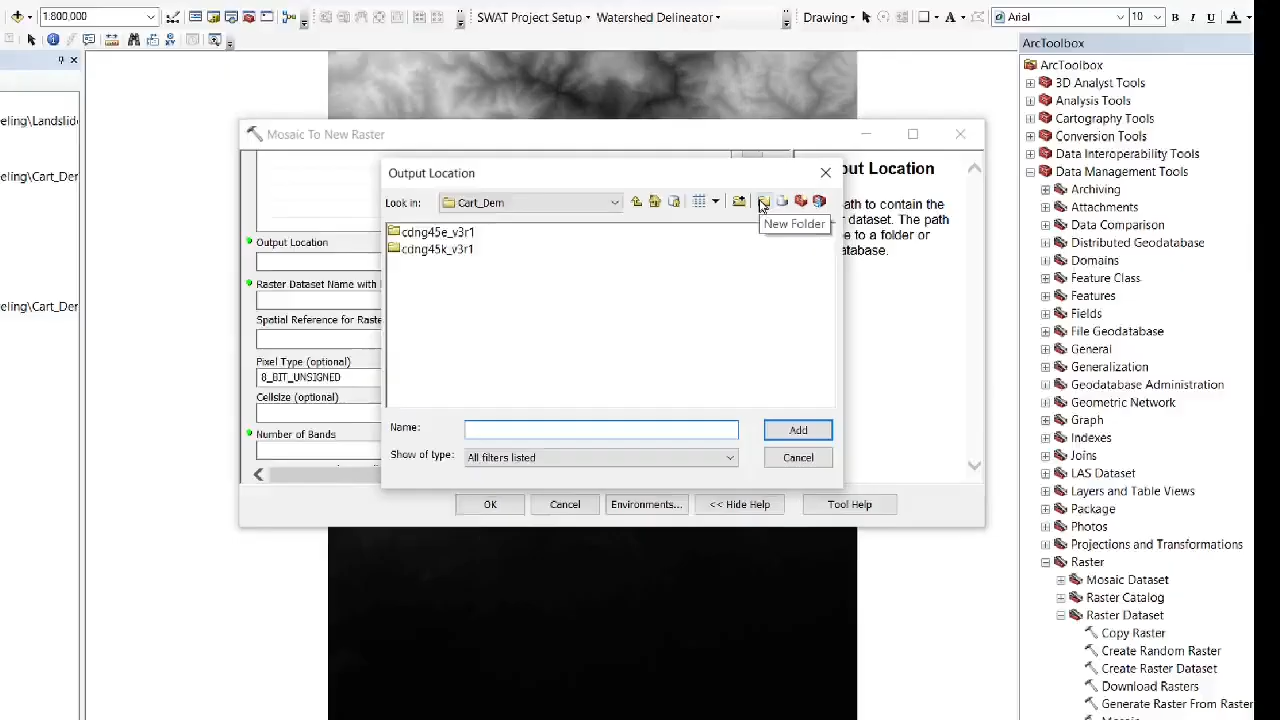 1:800,000
SWAT Project Setup
Watershed Delineator
Drawing
A
Arial
10
B
I
U
A
ArcToolbox
ArcToolbox
3D Analyst Tools
Analysis Tools
Cartography Tools
Conversion Tools
Data Interoperability Tools
Data Management Tools
Archiving
Attachments
Data Comparison
Distributed Geodatabase
Domains
Feature Class
Features
Fields
File Geodatabase
General
Generalization
Geodatabase Administration
Geometric Network
Graph
Indexes
Joins
LAS Dataset
Layers and Table Views
Package
Photos
Projections and Transformations
Raster
Mosaic Dataset
Raster Catalog
Raster Dataset
Copy Raster
Create Random Raster
Create Raster Dataset
Download Rasters
Generate Raster From Raster
eling\Landslid
eling\Cart_Der
eling\Cart_Der
Mosaic To New Raster
Output Location
Raster Dataset Name with
Spatial Reference for Raste
Pixel Type (optional)
8_BIT_UNSIGNED
Cellsize (optional)
Number of Bands
put Location
path to contain the
r dataset. The path
e to a folder or
atabase.
OK
Cancel
Environments...
<< Hide Help
Tool Help
Output Location
Look in:
Cart_Dem
New Folder
cdng45e_v3r1
cdng45k_v3r1
Name:
Add
Show of type:
All filters listed
Cancel